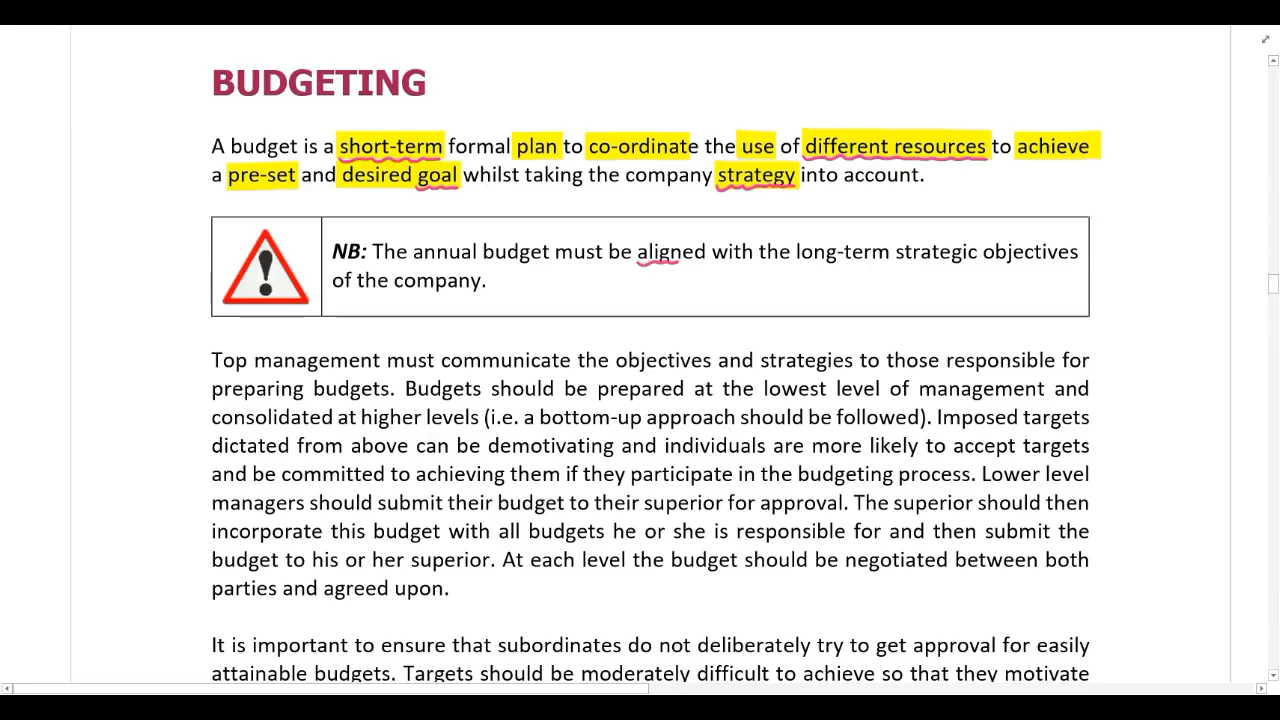 BUDGETING
A budget is a short-term formal plan to co-ordinate the use of different resources to achieve
a pre-set and desired goal whilst taking the company strategy into account.
NB: The annual budget must be aligned with the long-term strategic objectives
of the company.
Top management must communicate the objectives and strategies to those responsible for
preparing budgets. Budgets should be prepared at the lowest level of management and
consolidated at higher levels (i.e. a bottom-up approach should be followed). Imposed targets
dictated from above can be demotivating and individuals are more likely to accept targets
and be committed to achieving them if they participate in the budgeting process. Lower level
managers should submit their budget to their superior for approval. The superior should then
incorporate this budget with all budgets he or she is responsible for and then submit the
budget to his or her superior. At each level the budget should be negotiated between both
parties and agreed upon.
It is important to ensure that subordinates do not deliberately try to get approval for easily
attainable budgets. Targets should be moderately difficult to achieve so that they motivate